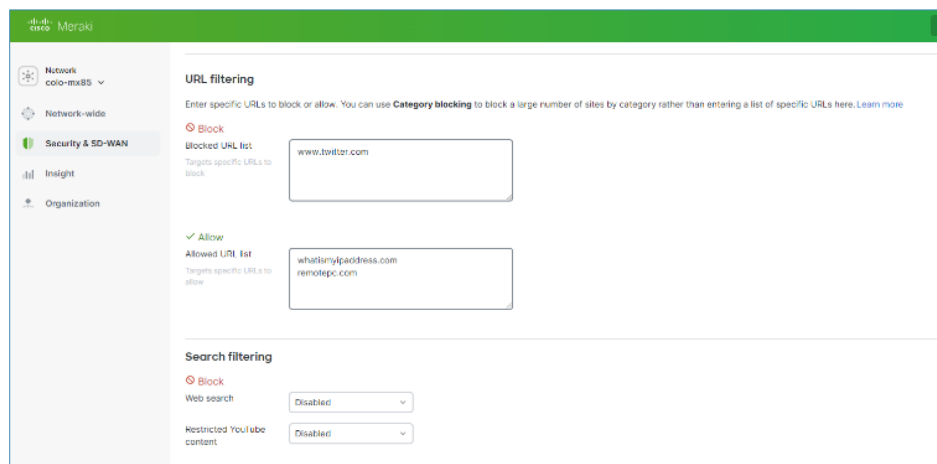 cisco Meraki
Network
colo-mx85
Network-wide
Security & SD-WAN
Insight
Organization
URL filtering
Enter specific URLs to block or allow. You can use Category blocking to block a large number of sites by category rather than entering a list of specific URLs here. Learn more
Block
Blocked URL list
Targets specific URLs to
block
www.twitter.com
Allow
Allowed URL list
Targets specific URLs to
allow
whatismyipaddress.com
remotepc.com
Search filtering
Block
Web search
Disabled
Restricted YouTube
content
Disabled